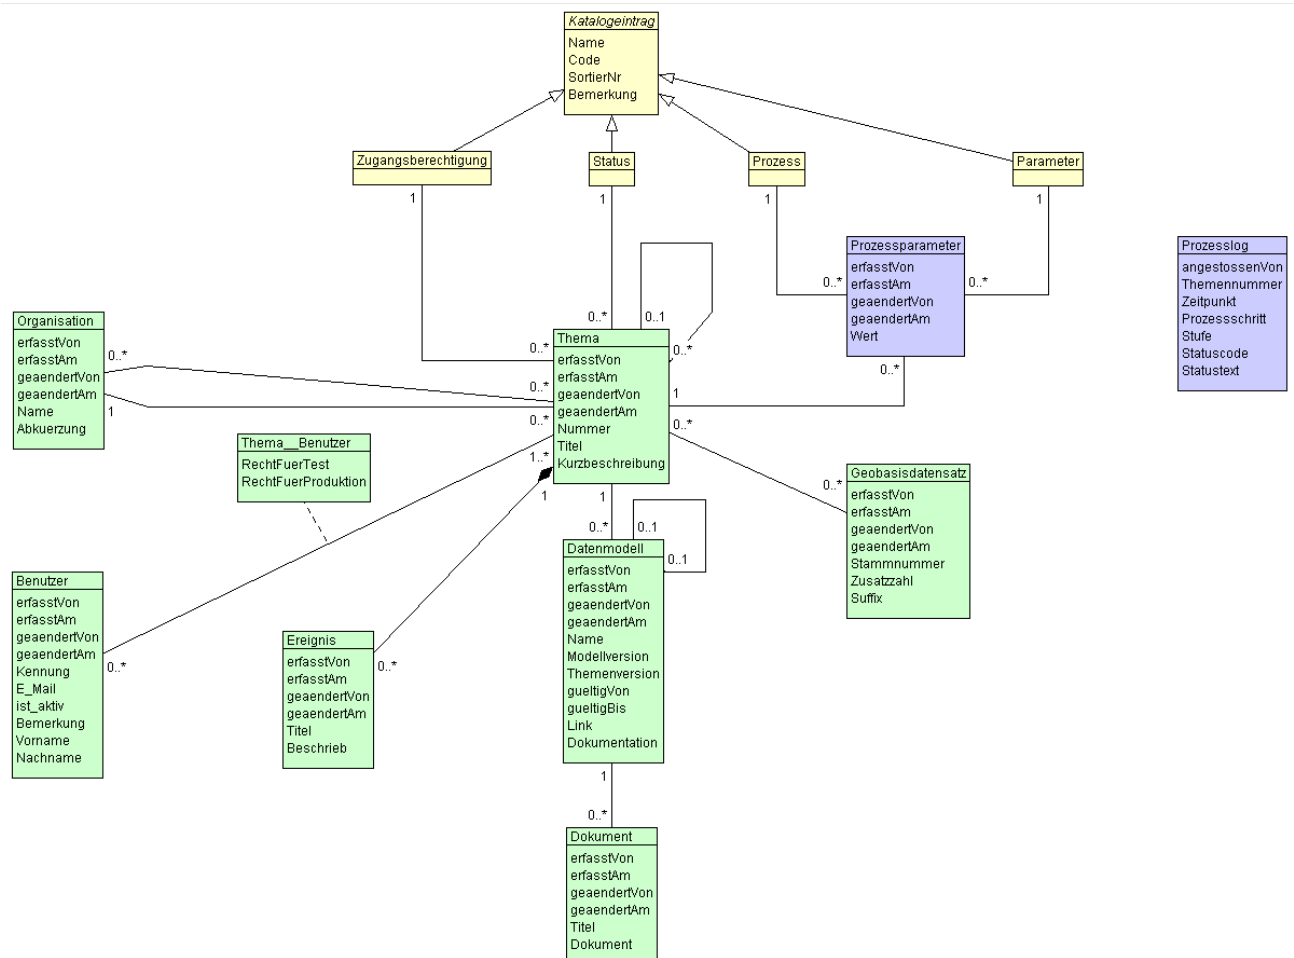 Katalogeintrag
Name
Code
SortierNr
Bemerkung
Zugangsberechtigung
Status
Prozess
Parameter
1
1
1
1
Prozessparameter
erfasstVon
erfasstAm
geaendertVon
geaendertAm
Wert
0..*
0..*
0..*
Prozesslog
angestossenVon
Themennummer
Zeitpunkt
Prozessschritt
Stufe
Statuscode
Statustext
Organisation
erfasstVon
erfasstAm
geaendertVon
geaendertAm
Name
Abkuerzung
0..*
1
0..*
0..1
0..*
0..*
0..*
0..*
1..*
1
1
0..*
1
Thema
erfasstVon
erfasstAm
geaendertVon
geaendertAm
Nummer
Titel
Kurzbeschreibung
Thema__Benutzer
RechtFuerTest
RechtFuerProduktion
0..*
Geobasisdatensatz
erfasstVon
erfasstAm
geaendertVon
geaendertAm
Stammnummer
Zusatzzahl
Suffix
0..*
0..1
0..1
Datenmodell
erfasstVon
erfasstAm
geaendertVon
geaendertAm
Name
Modellversion
Themenversion
gueltigVon
gueltigBis
Link
Dokumentation
Benutzer
erfasstVon
erfasstAm
geaendertVon
geaendertAm
Kennung
E_Mail
ist_aktiv
Bemerkung
Vorname
Nachname
0..*
Ereignis
erfasstVon
erfasstAm
geaendertVon
geaendertAm
Titel
Beschrieb
0..*
1
0..*
Dokument
erfasstVon
erfasstAm
geaendertVon
geaendertAm
Titel
Dokument